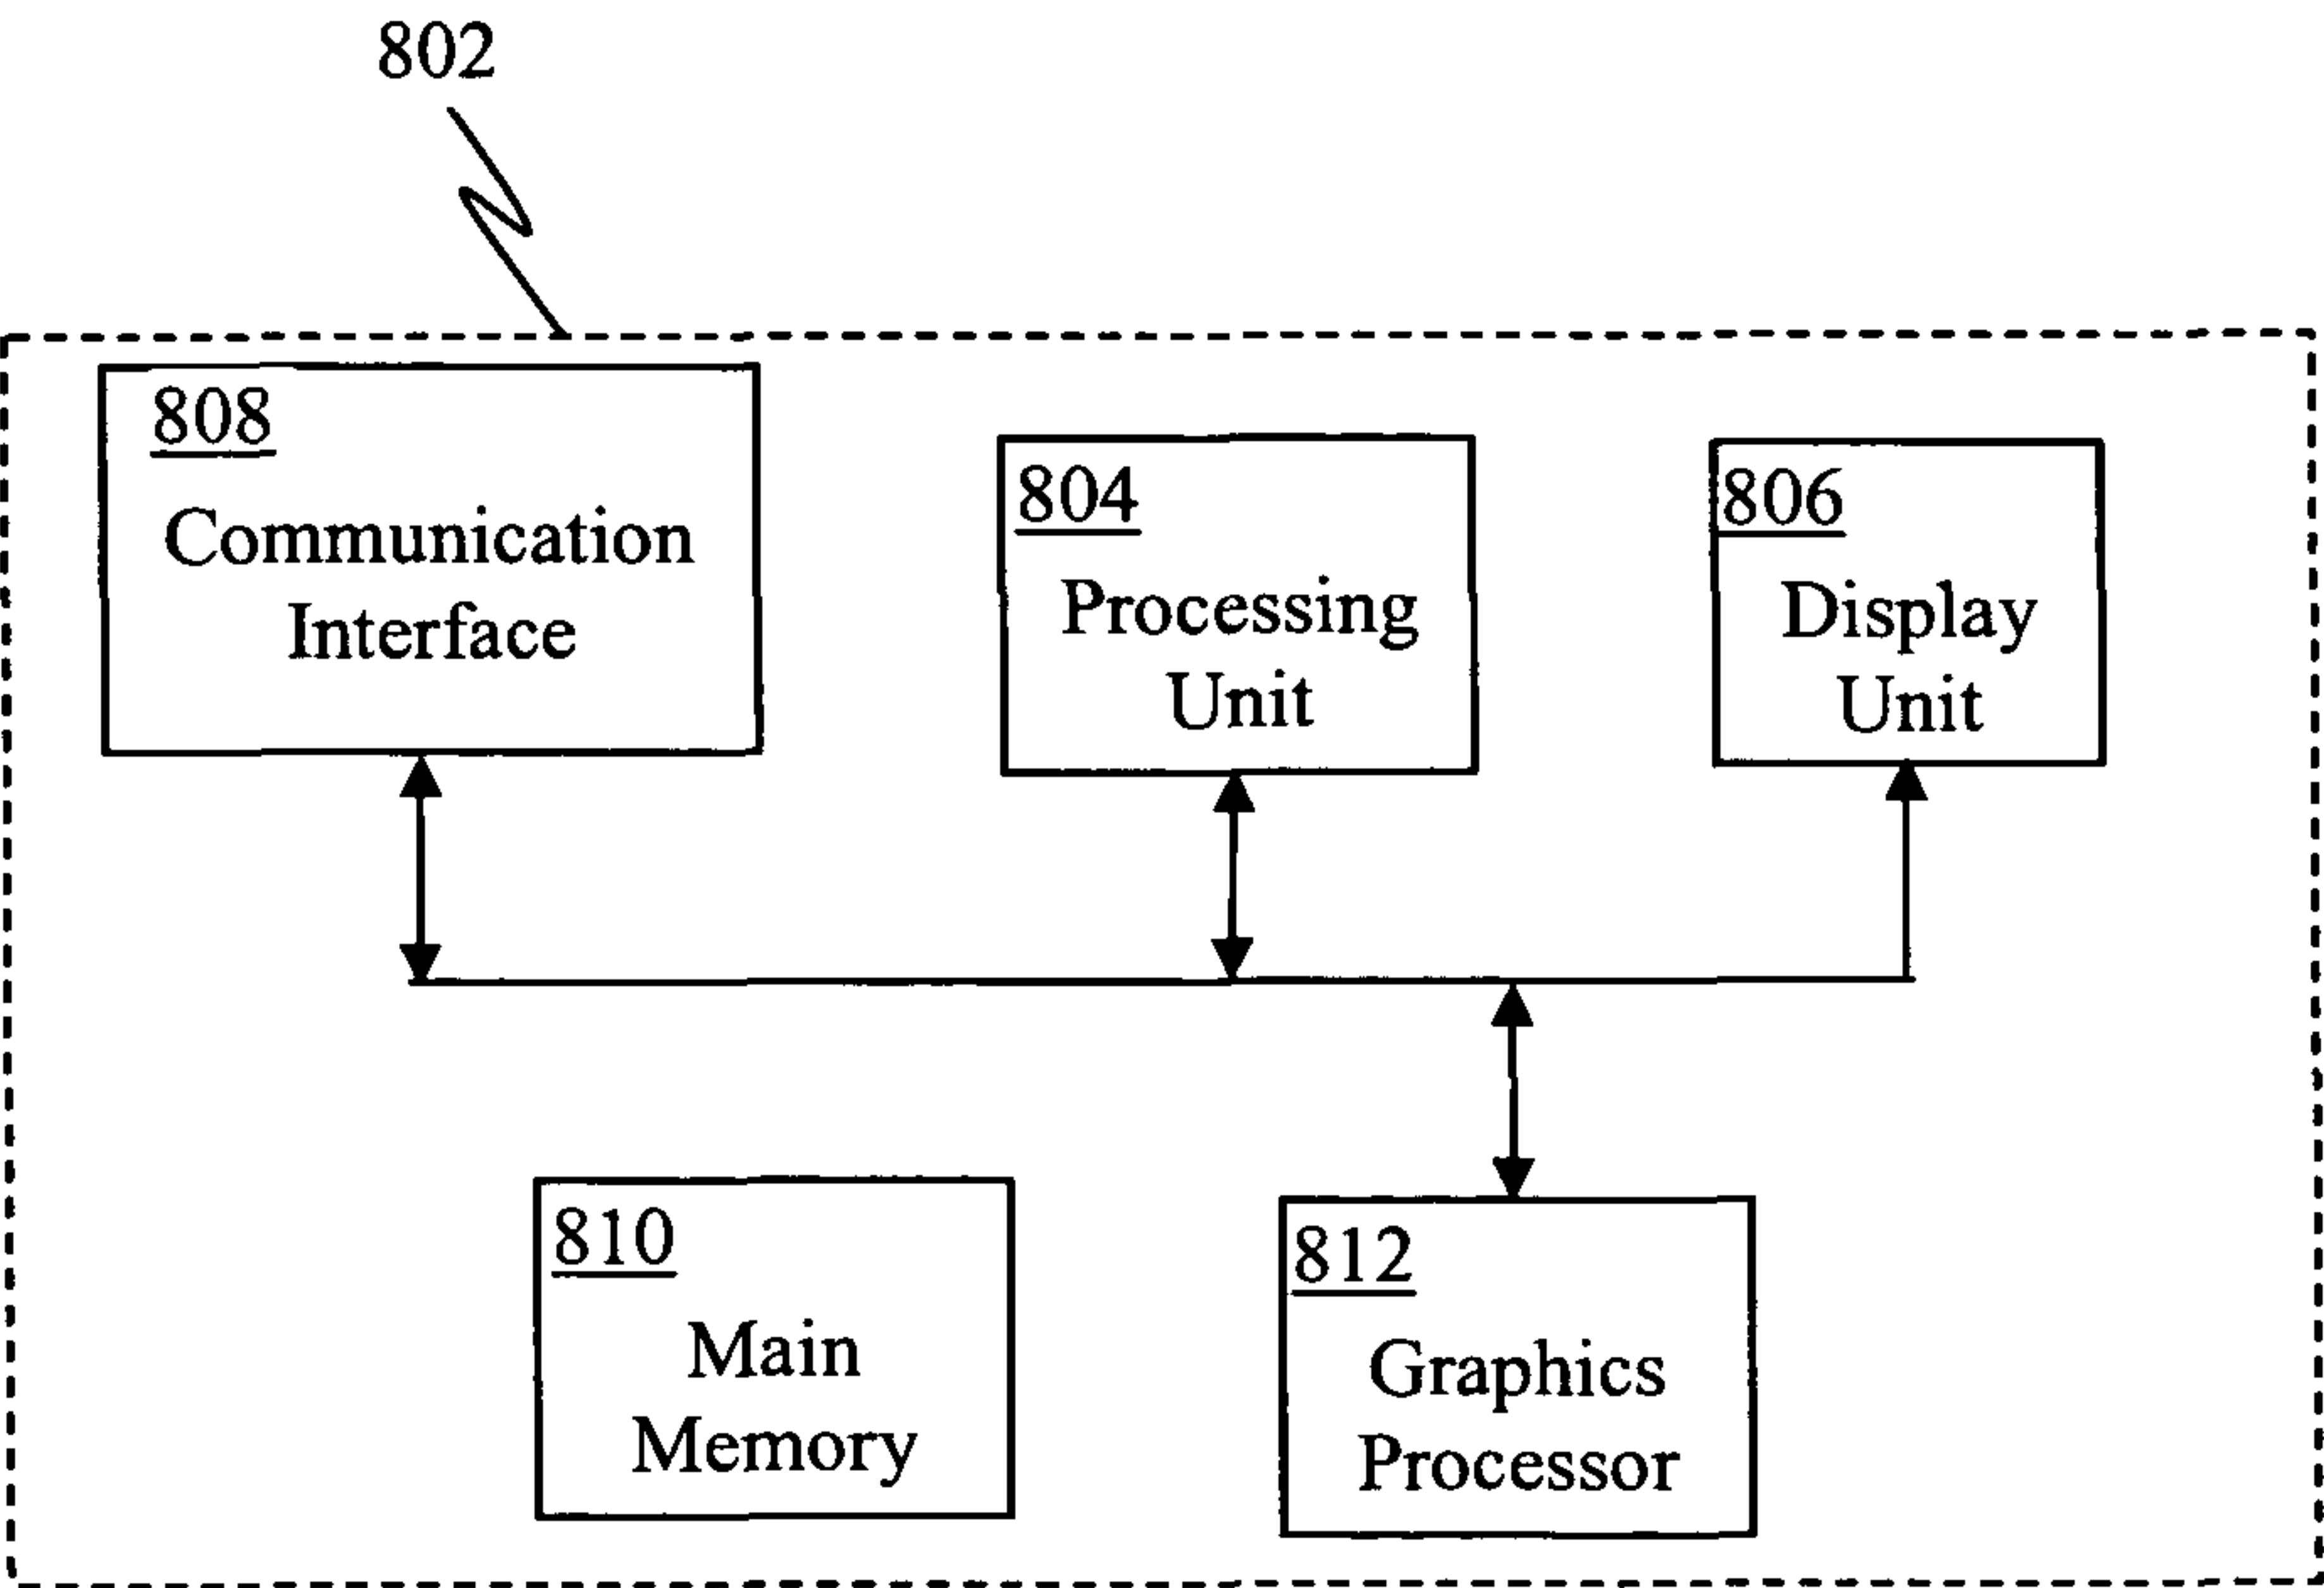 802
808
Communication
Interface
804
Processing
Unit
806
Display
Unit
810
Main
Memory
812
Graphics
Processor